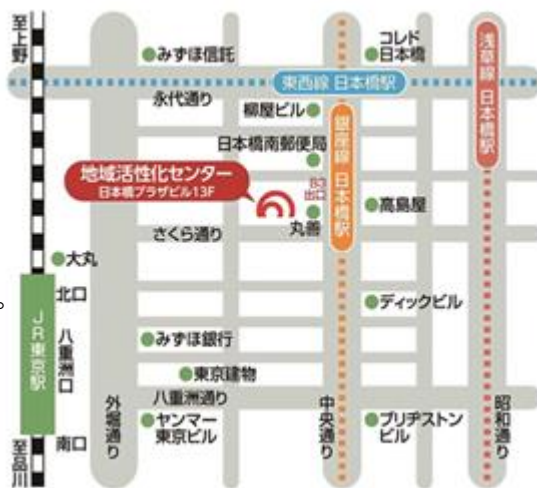 至上野
みずほ信託
コレド
日本橋
東西線 日本橋駅
浅草線 日本橋駅
永代通り
柳屋ビル
日本橋南郵便局
銀座線 日本橋駅
地域活性化センター
日本橋プラザビル13F
B3
出口
高島屋
丸善
さくら通り
大丸
北口
ディックビル
。
JR東京駅
八重洲口
みずほ銀行
東京建物
八重洲通り
外堀通り
ヤンマー
東京ビル
中央通り
ブリヂストン
ビル
昭和通り
南口
至品川